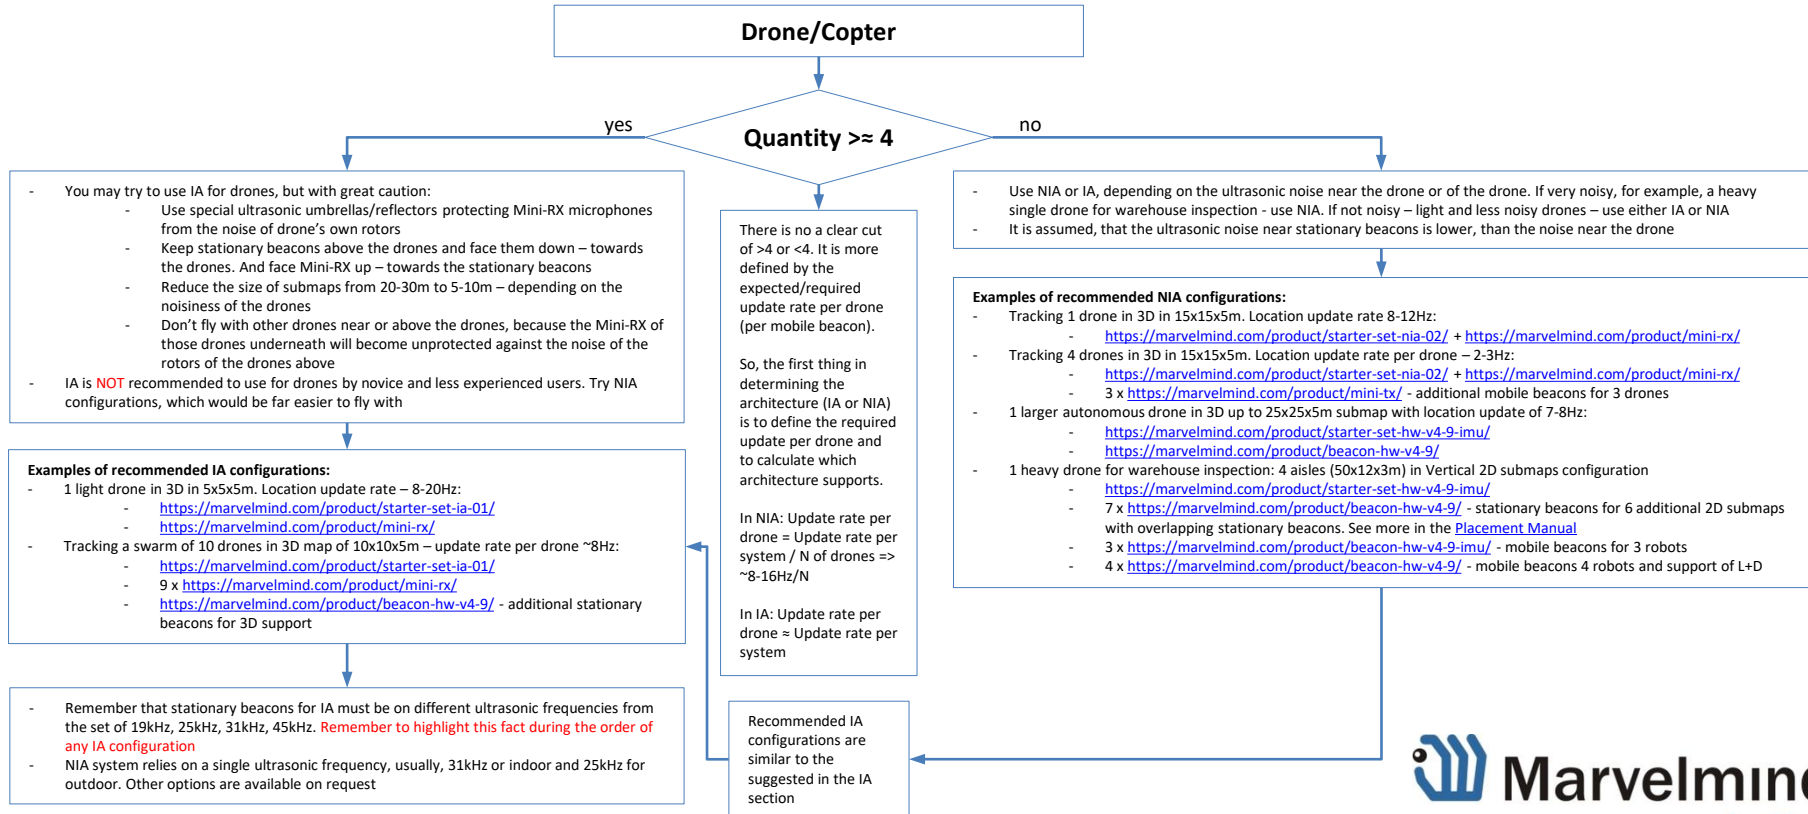 Drone/Copter
Quantity >≈ 4
yes
no
- You may try to use IA for drones, but with great caution:
- Use special ultrasonic umbrellas/reflectors protecting Mini-RX microphones
from the noise of drone's own rotors
- Keep stationary beacons above the drones and face them down – towards
the drones. And face Mini-RX up – towards the stationary beacons
- Reduce the size of submaps from 20-30m to 5-10m – depending on the
noisiness of the drones
- Don't fly with other drones near or above the drones, because the Mini-RX of
those drones underneath will become unprotected against the noise of the
rotors of the drones above
- IA is NOT recommended to use for drones by novice and less experienced users. Try NIA
configurations, which would be far easier to fly with
Examples of recommended IA configurations:
- 1 light drone in 3D in 5x5x5m. Location update rate – 8-20Hz:
- https://marvelmind.com/product/starter-set-ia-01/
- https://marvelmind.com/product/mini-rx/
- Tracking a swarm of 10 drones in 3D map of 10x10x5m – update rate per drone ~8Hz:
- https://marvelmind.com/product/starter-set-ia-01/
- 9 x https://marvelmind.com/product/mini-rx/
- https://marvelmind.com/product/beacon-hw-v4-9/ - additional stationary
beacons for 3D support
- Remember that stationary beacons for IA must be on different ultrasonic frequencies from
the set of 19kHz, 25kHz, 31kHz, 45kHz. Remember to highlight this fact during the order of
any IA configuration
- NIA system relies on a single ultrasonic frequency, usually, 31kHz or indoor and 25kHz for
outdoor. Other options are available on request
There is no a clear cut
of >4 or <4. It is more
defined by the
expected/required
update rate per drone
(per mobile beacon).
So, the first thing in
determining the
architecture (IA or NIA)
is to define the required
update per drone and
to calculate which
architecture supports.
In NIA: Update rate per
drone = Update rate per
system / N of drones =>
~8-16Hz/N
In IA: Update rate per
drone ≈ Update rate per
system
Recommended IA
configurations are
similar to the
suggested in the IA
section
- Use NIA or IA, depending on the ultrasonic noise near the drone or of the drone. If very noisy, for example, a heavy
single drone for warehouse inspection - use NIA. If not noisy – light and less noisy drones – use either IA or NIA
- It is assumed, that the ultrasonic noise near stationary beacons is lower, than the noise near the drone
Examples of recommended NIA configurations:
- Tracking 1 drone in 3D in 15x15x5m. Location update rate 8-12Hz:
- https://marvelmind.com/product/starter-set-nia-02/ + https://marvelmind.com/product/mini-rx/
- Tracking 4 drones in 3D in 15x15x5m. Location update rate per drone – 2-3Hz:
- https://marvelmind.com/product/starter-set-nia-02/ + https://marvelmind.com/product/mini-rx/
- 3 x https://marvelmind.com/product/mini-tx/ - additional mobile beacons for 3 drones
- 1 larger autonomous drone in 3D up to 25x25x5m submap with location update of 7-8Hz:
- https://marvelmind.com/product/starter-set-hw-v4-9-imu/
- https://marvelmind.com/product/beacon-hw-v4-9/
- 1 heavy drone for warehouse inspection: 4 aisles (50x12x3m) in Vertical 2D submaps configuration
- https://marvelmind.com/product/starter-set-hw-v4-9-imu/
- 7 x https://marvelmind.com/product/beacon-hw-v4-9/ - stationary beacons for 6 additional 2D submaps
with overlapping stationary beacons. See more in the Placement Manual
- 3 x https://marvelmind.com/product/beacon-hw-v4-9-imu/ - mobile beacons for 3 robots
- 4 x https://marvelmind.com/product/beacon-hw-v4-9/ - mobile beacons 4 robots and support of L+D
Marvelmind